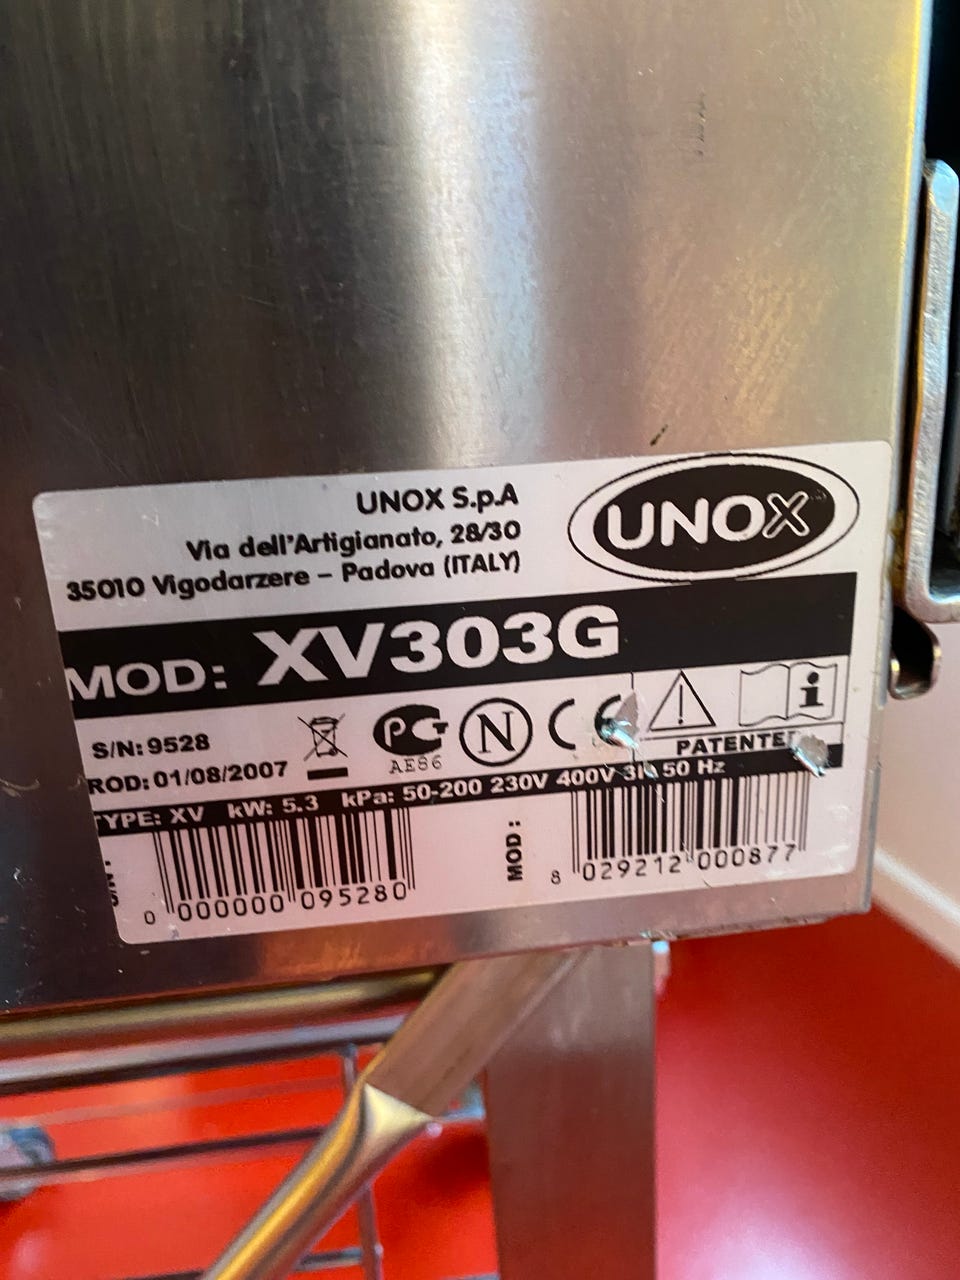 UNOX S.p.A
Via dell'Artigianato, 28/30
35010 Vigodarzere – Padova (ITALY)
UNOX
MOD: XV303G
S/N: 9528
ROD: 01/08/2007
PG
AE86
N
CE
i
PATENTE
TYPE: XV kW: 5.3 kPa: 50-200 230V 400V 50 Hz
0 000000 095280
MOD:
8 029212 000877